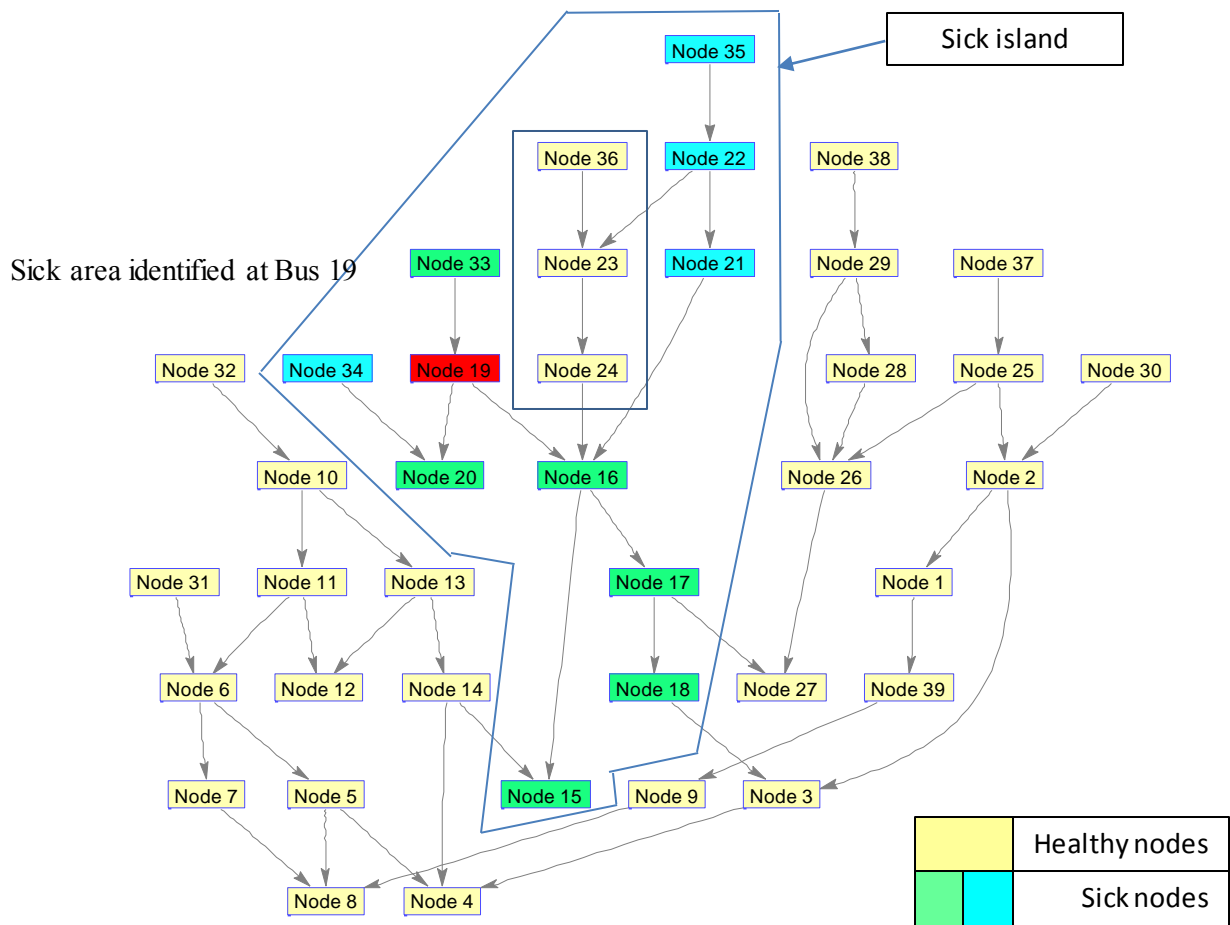 Node 35
Sick island
Node 36
Node 22
Node 38
Sick area identified at Bus 19
Node 33
Node 23
Node 21
Node 29
Node 37
Node 32
Node 34
Node 19
Node 24
Node 28
Node 25
Node 30
Node 10
Node 20
Node 16
Node 26
Node 2
Node 31
Node 11
Node 13
Node 17
Node 1
Node 6
Node 12
Node 14
Node 18
Node 27
Node 39
Node 7
Node 5
Node 15
Node 9
Node 3
Node 8
Node 4
Healthy nodes
Sick nodes